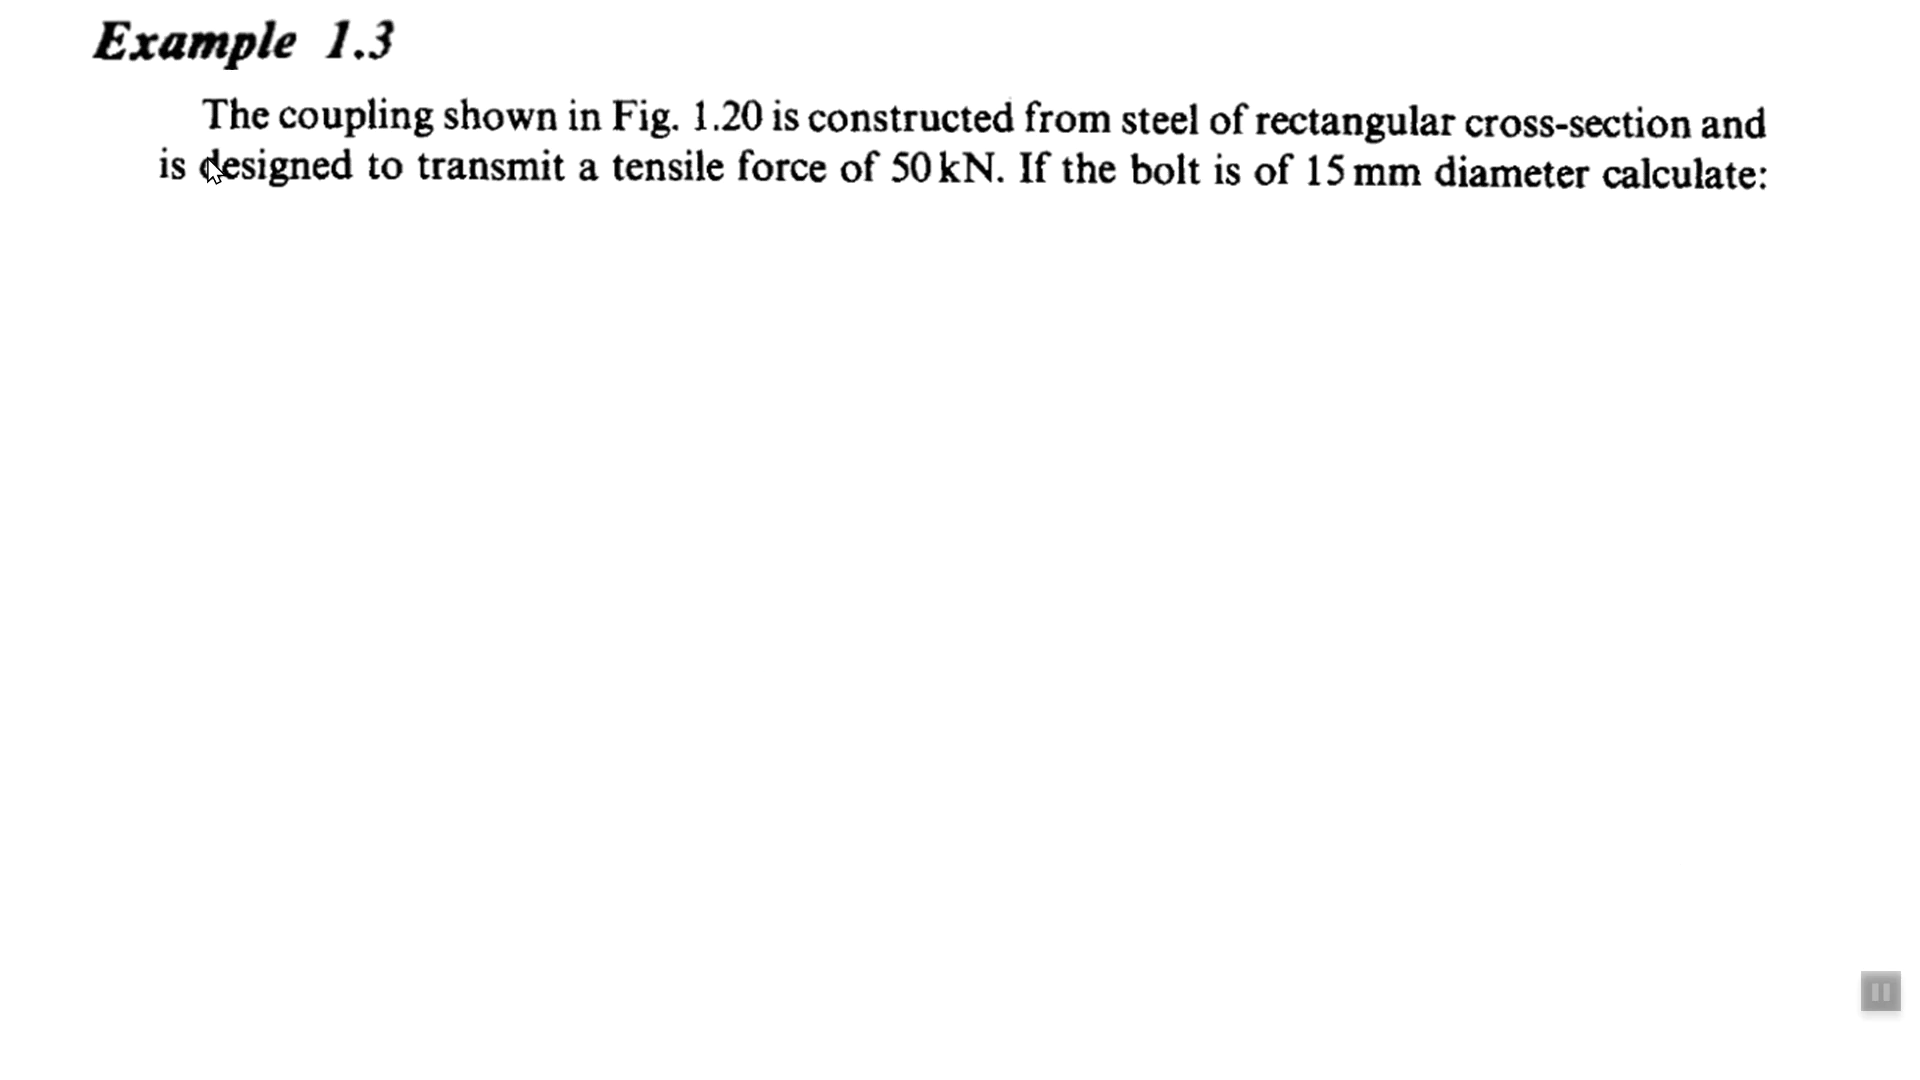 Example 1.3
The coupling shown in Fig. 1.20 is constructed from steel of rectangular cross-section and
is designed to transmit a tensile force of 50 kN. If the bolt is of 15 mm diameter calculate: